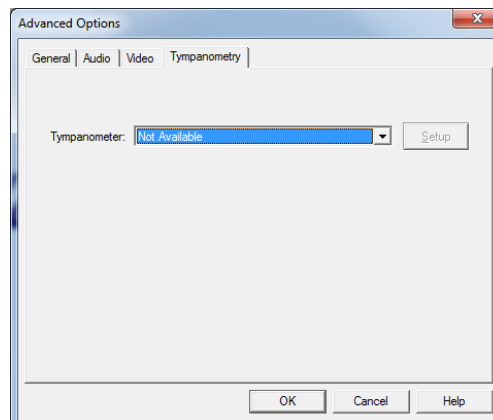 Advanced Options
General Audio Video Tympanometry
Tympanometer: Not Available Setup
OK Cancel Help